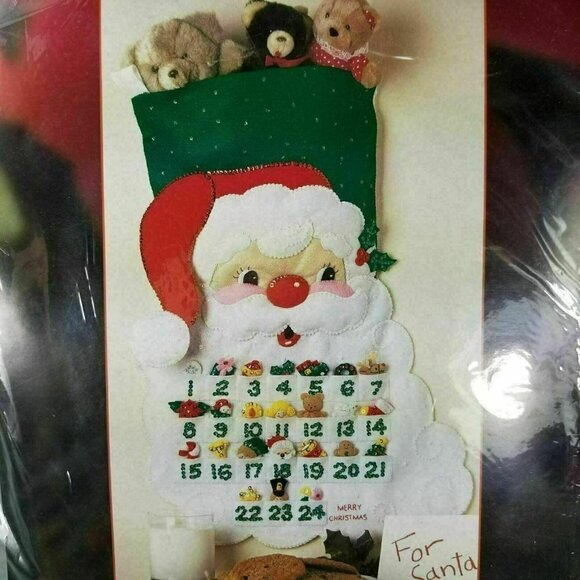 1 2 3 4 5 6 7
8 9 10 11 12 13 14
15 16 17 18 19 20 21
22 23 24 MERRY
CHRISTMAS
For
Santa